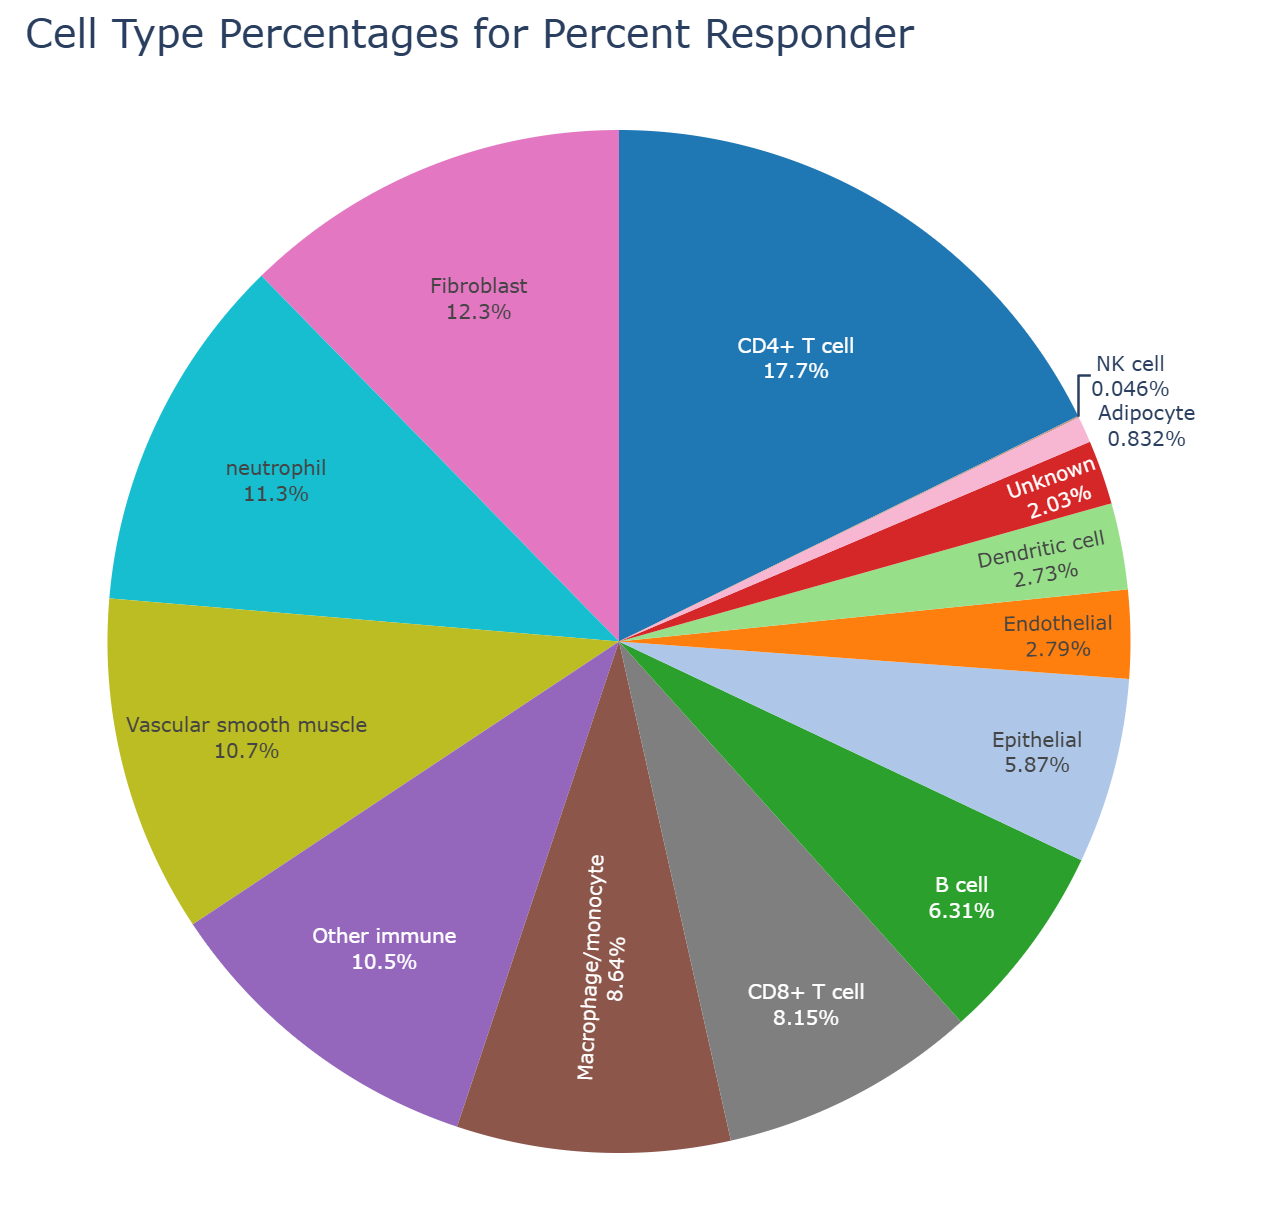 Cell Type Percentages for Percent Responder
Fibroblast
12.3%
CD4+ T cell
17.7%
NK cell
0.046%
Adipocyte
0.832%
Unknown
2.03%
neutrophil
11.3%
Dendritic cell
2.73%
Endothelial
2.79%
Vascular smooth muscle
10.7%
Epithelial
5.87%
B cell
6.31%
Other immune
10.5%
Macrophage/monocyte
8.64%
CD8+ T cell
8.15%